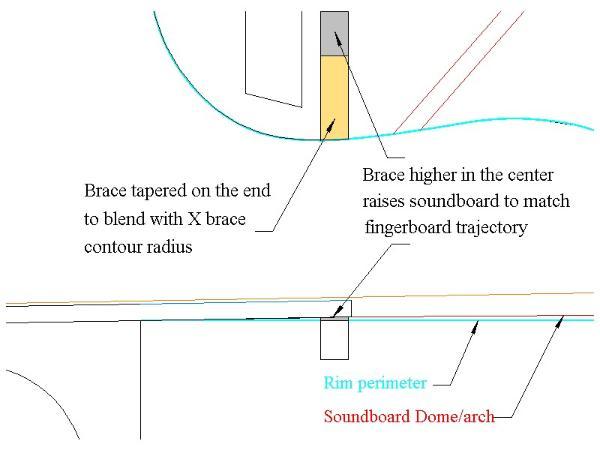 Brace tapered on the end
to blend with X brace
contour radius
Brace higher in the center
raises soundboard to match
fingerboard trajectory
Rim perimeter
Soundboard Dome/arch